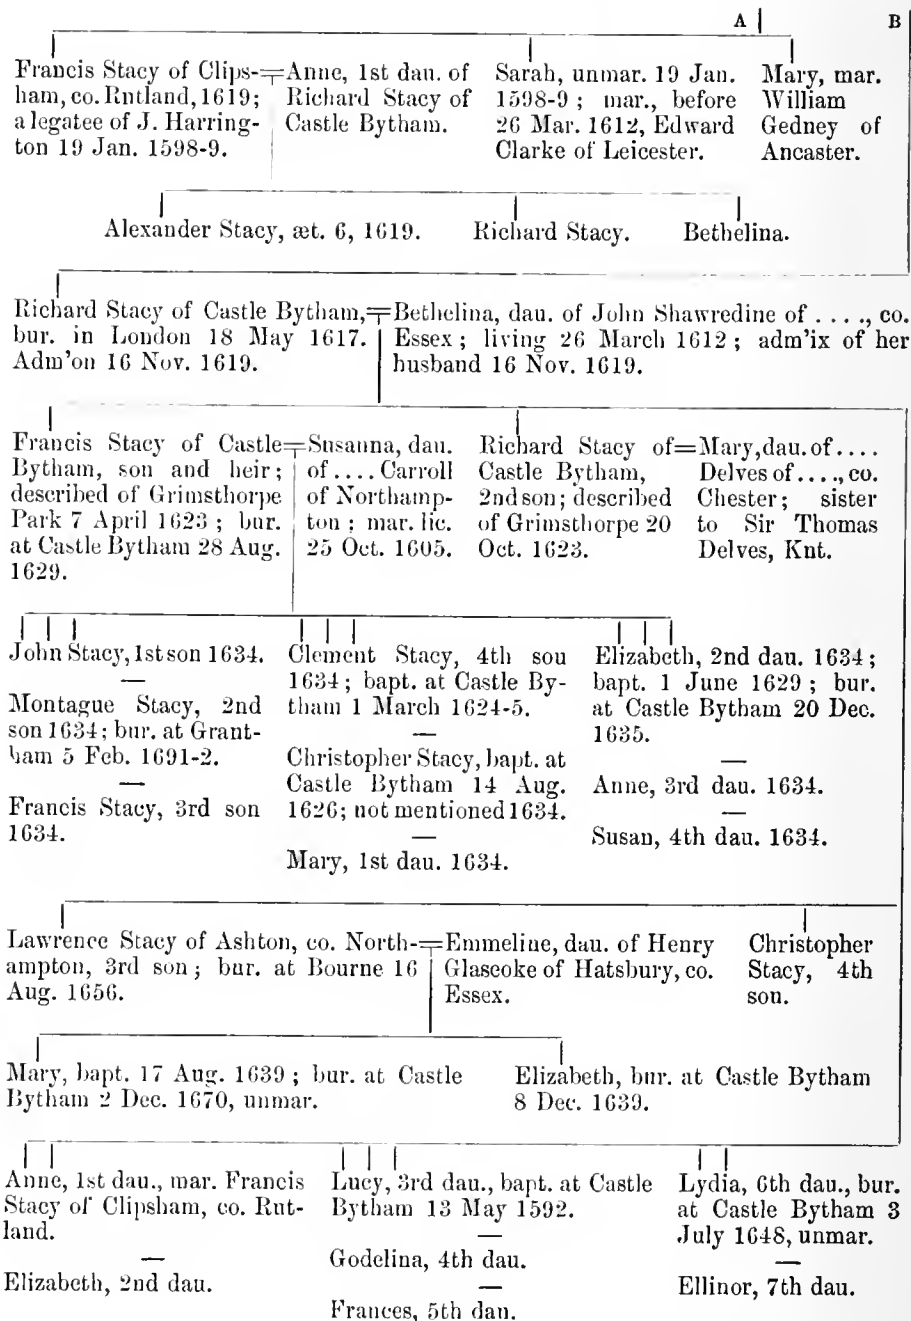 A B
Francis Stacy of Clips-
ham, co. Rutland, 1619;
a legatee of J. Harring-
ton 19 Jan. 1598-9.
Anne, 1st dau. of
Richard Stacy of
Castle Bytham.
Sarah, unmar. 19 Jan.
1598-9; mar., before
26 Mar. 1612, Edward
Clarke of Leicester.
Mary, mar.
William
Gedney of
Ancaster.
Alexander Stacy, æt. 6, 1619.
Richard Stacy.
Bethelina.
Richard Stacy of Castle Bytham,
bur. in London 18 May 1617.
Adm'on 16 Nov. 1619.
Bethelina, dau. of John Shawredine of . . . ., co.
Essex; living 26 March 1612; adm'ix of her
husband 16 Nov. 1619.
Francis Stacy of Castle
Bytham, son and heir;
described of Grimsthorpe
Park 7 April 1623; bur.
at Castle Bytham 28 Aug.
1629.
Susanna, dau.
of . . . . Carroll
of Northamp-
ton; mar. lic.
25 Oct. 1605.
Richard Stacy of
Castle Bytham,
2nd son; described
of Grimsthorpe 20
Oct. 1623.
Mary, dau. of . . . .
Delves of . . . ., co.
Chester; sister
to Sir Thomas
Delves, Knt.
John Stacy, 1st son 1634.
—
Montague Stacy, 2nd
son 1634; bur. at Grant-
ham 5 Feb. 1691-2.
—
Francis Stacy, 3rd son
1634.
Clement Stacy, 4th son
1634; bapt. at Castle By-
tham 1 March 1624-5.
—
Christopher Stacy, bapt. at
Castle Bytham 14 Aug.
1626; not mentioned 1634.
—
Mary, 1st dau. 1634.
Elizabeth, 2nd dau. 1634;
bapt. 1 June 1629; bur.
at Castle Bytham 20 Dec.
1635.
—
Anne, 3rd dau. 1634.
—
Susan, 4th dau. 1634.
Lawrence Stacy of Ashton, co. North-
ampton, 3rd son; bur. at Bourne 16
Aug. 1656.
Emmeline, dau. of Henry
Glascoke of Hatsbury, co.
Essex.
Christopher
Stacy, 4th
son.
Mary, bapt. 17 Aug. 1639; bur. at Castle
Bytham 2 Dec. 1670, unmar.
Elizabeth, bur. at Castle Bytham
8 Dec. 1639.
Anne, 1st dau., mar. Francis
Stacy of Clipsham, co. Rut-
land.
—
Elizabeth, 2nd dau.
Lucy, 3rd dau., bapt. at Castle
Bytham 13 May 1592.
—
Godelina, 4th dau.
—
Frances, 5th dau.
Lydia, 6th dau., bur.
at Castle Bytham 3
July 1648, unmar.
—
Ellinor, 7th dau.